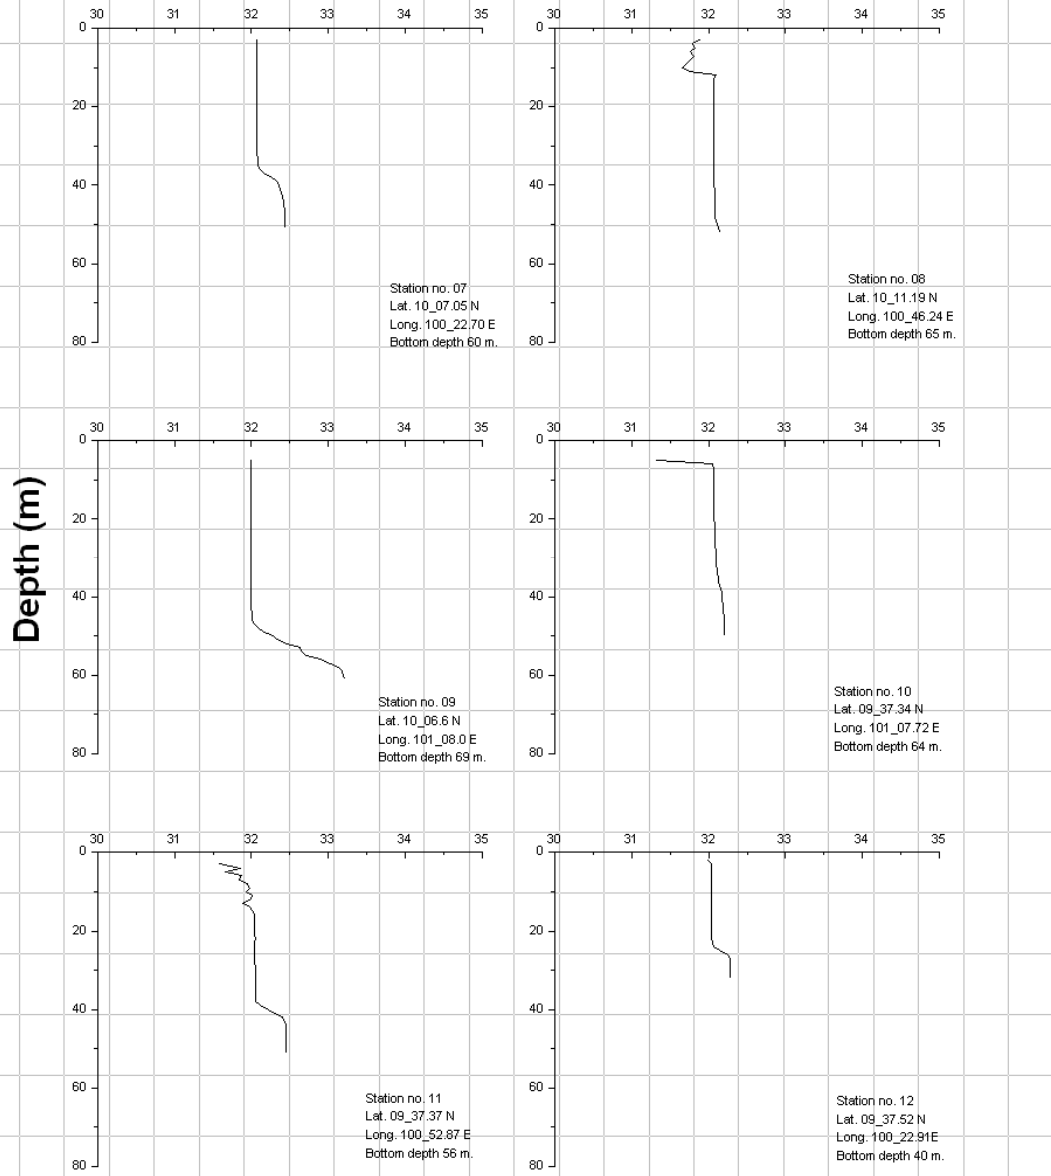 30 31 32 33 34 35
0
20
40
60
80
Station no. 07
Lat. 10_07.05 N
Long. 100_22.70 E
Bottom depth 60 m.
30 31 32 33 34 35
0
20
40
60
80
Station no. 08
Lat. 10_11.19 N
Long. 100_46.24 E
Bottom depth 65 m.
Depth (m)
30 31 32 33 34 35
0
20
40
60
80
Station no. 09
Lat. 10_06.6 N
Long. 101_08.0 E
Bottom depth 69 m.
30 31 32 33 34 35
0
20
40
60
80
Station no. 10
Lat. 09_37.34 N
Long. 101_07.72 E
Bottom depth 64 m.
30 31 32 33 34 35
0
20
40
60
80
Station no. 11
Lat. 09_37.37 N
Long. 100_52.87 E
Bottom depth 56 m.
30 31 32 33 34 35
0
20
40
60
80
Station no. 12
Lat. 09_37.52 N
Long. 100_22.91E
Bottom depth 40 m.